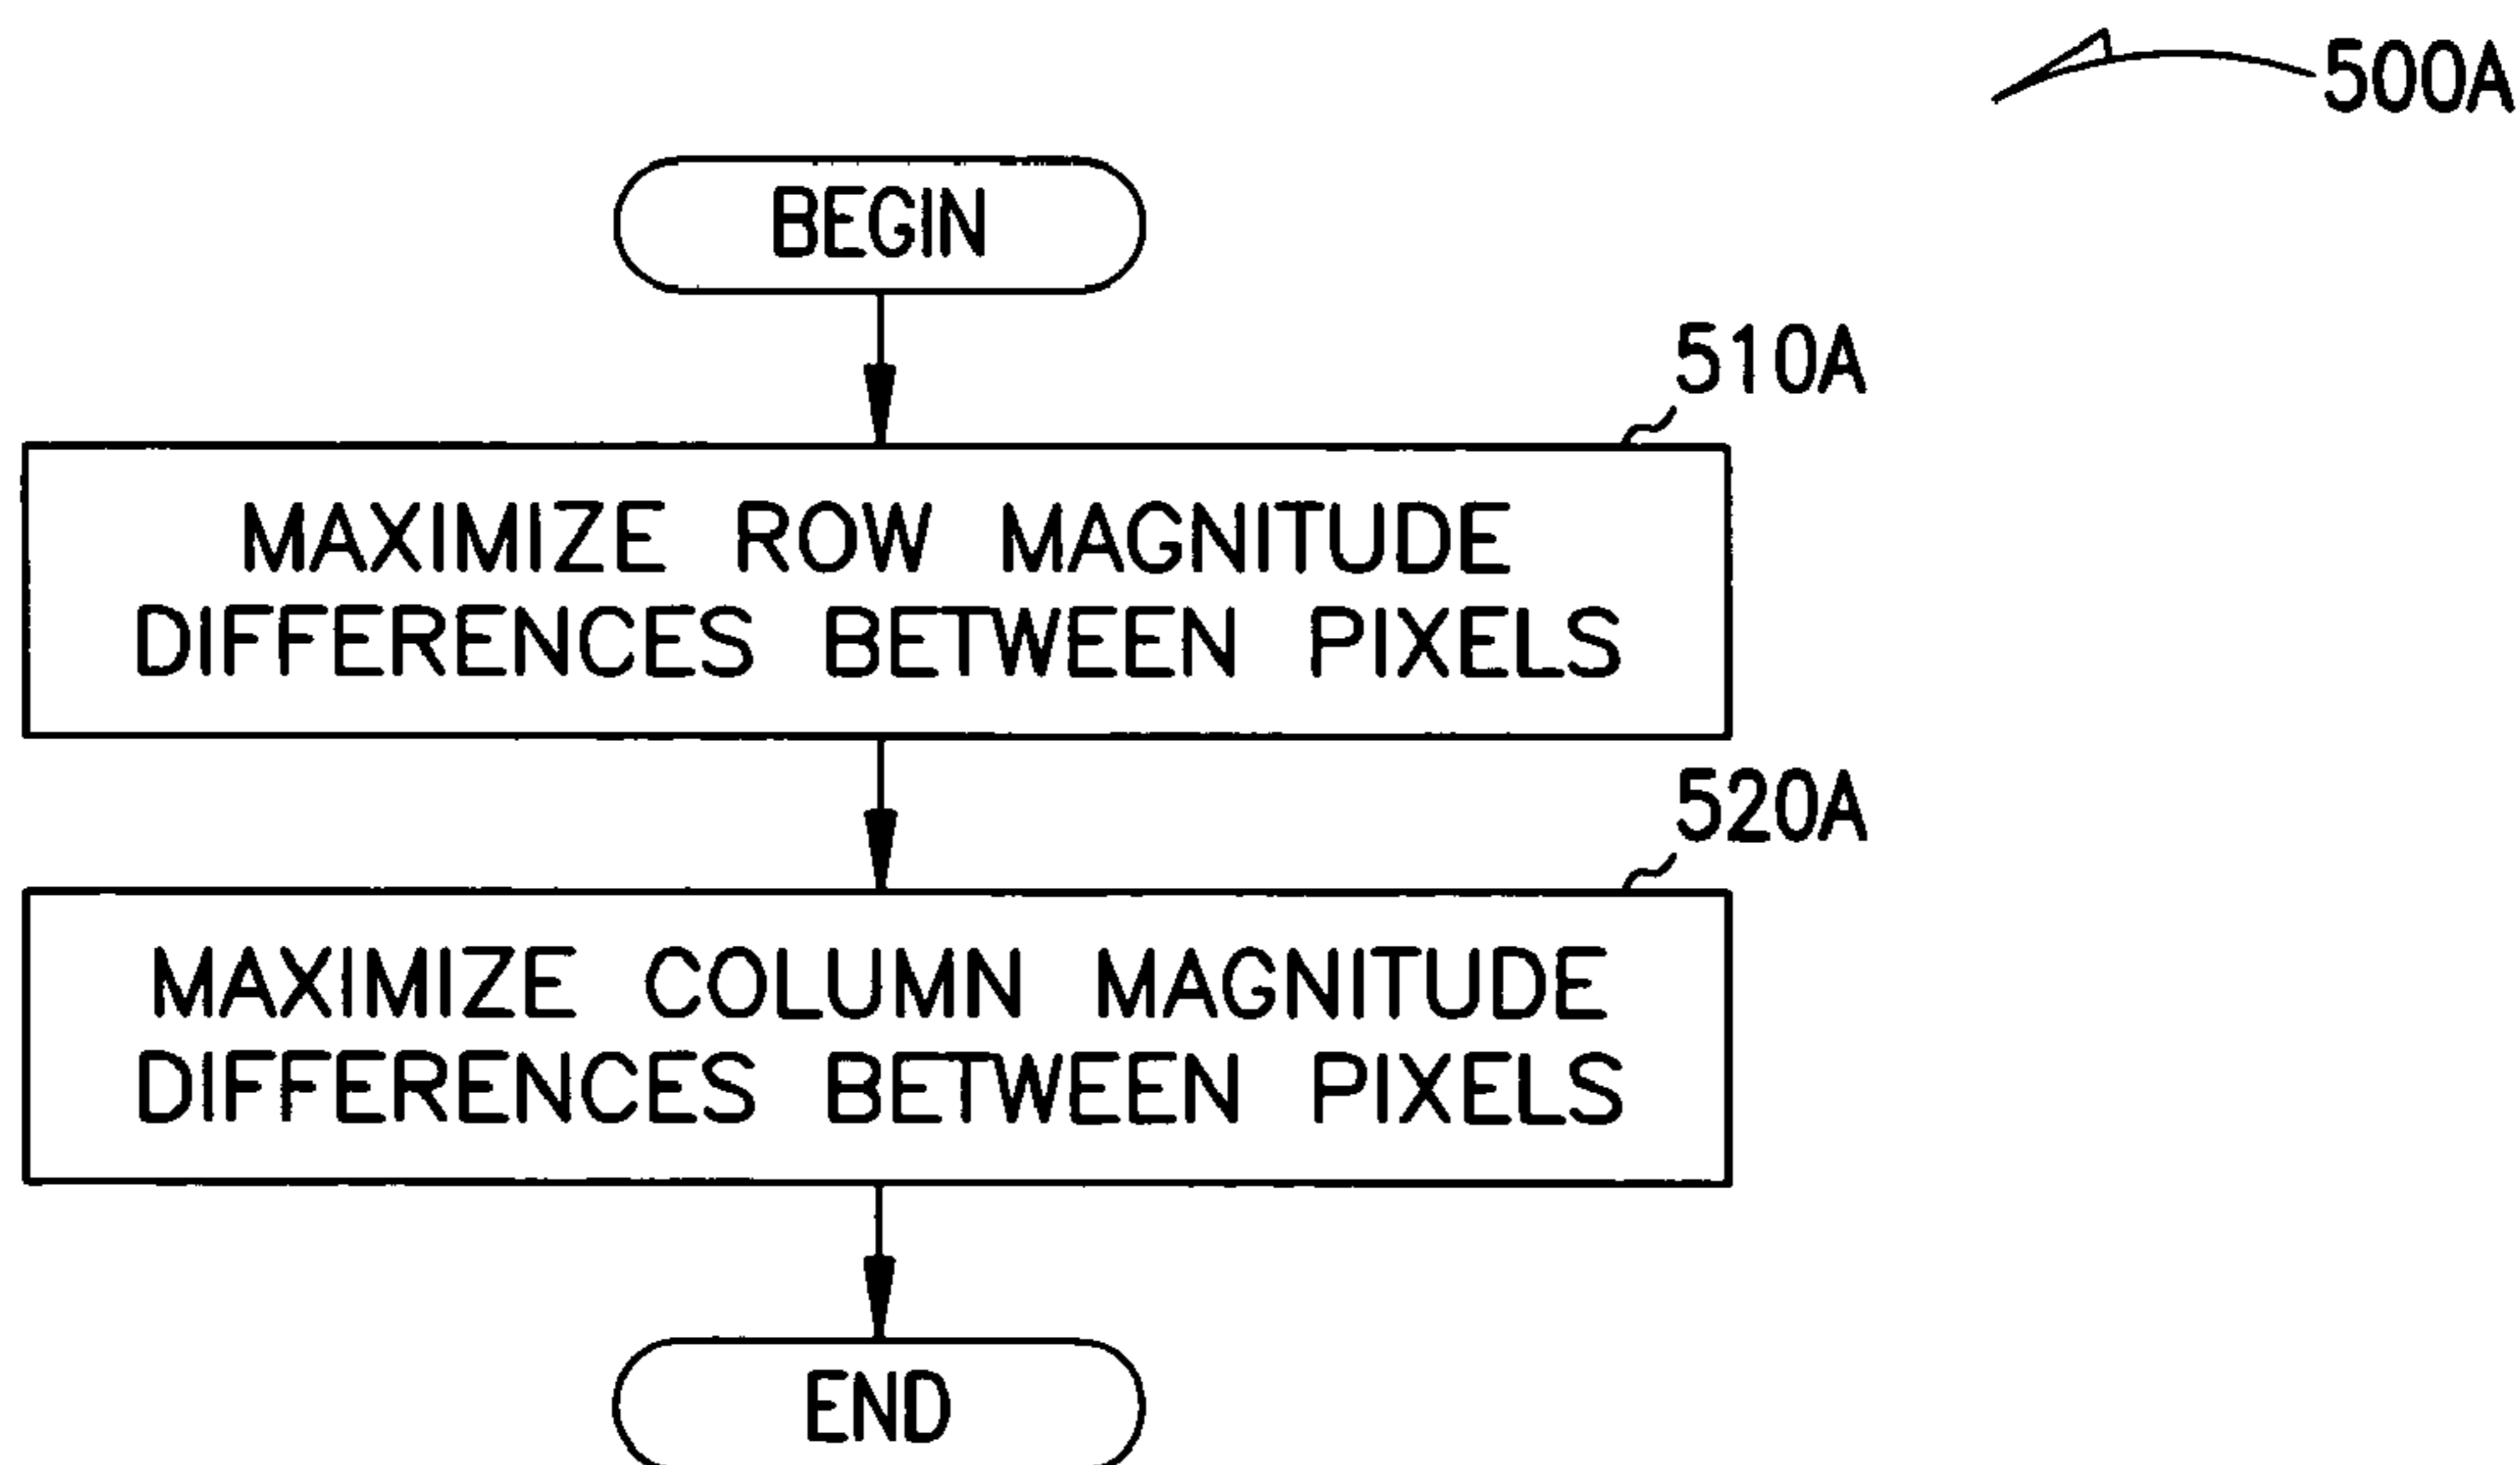 500A
BEGIN
510A
MAXIMIZE ROW MAGNITUDE
DIFFERENCES BETWEEN PIXELS
520A
MAXIMIZE COLUMN MAGNITUDE
DIFFERENCES BETWEEN PIXELS
END